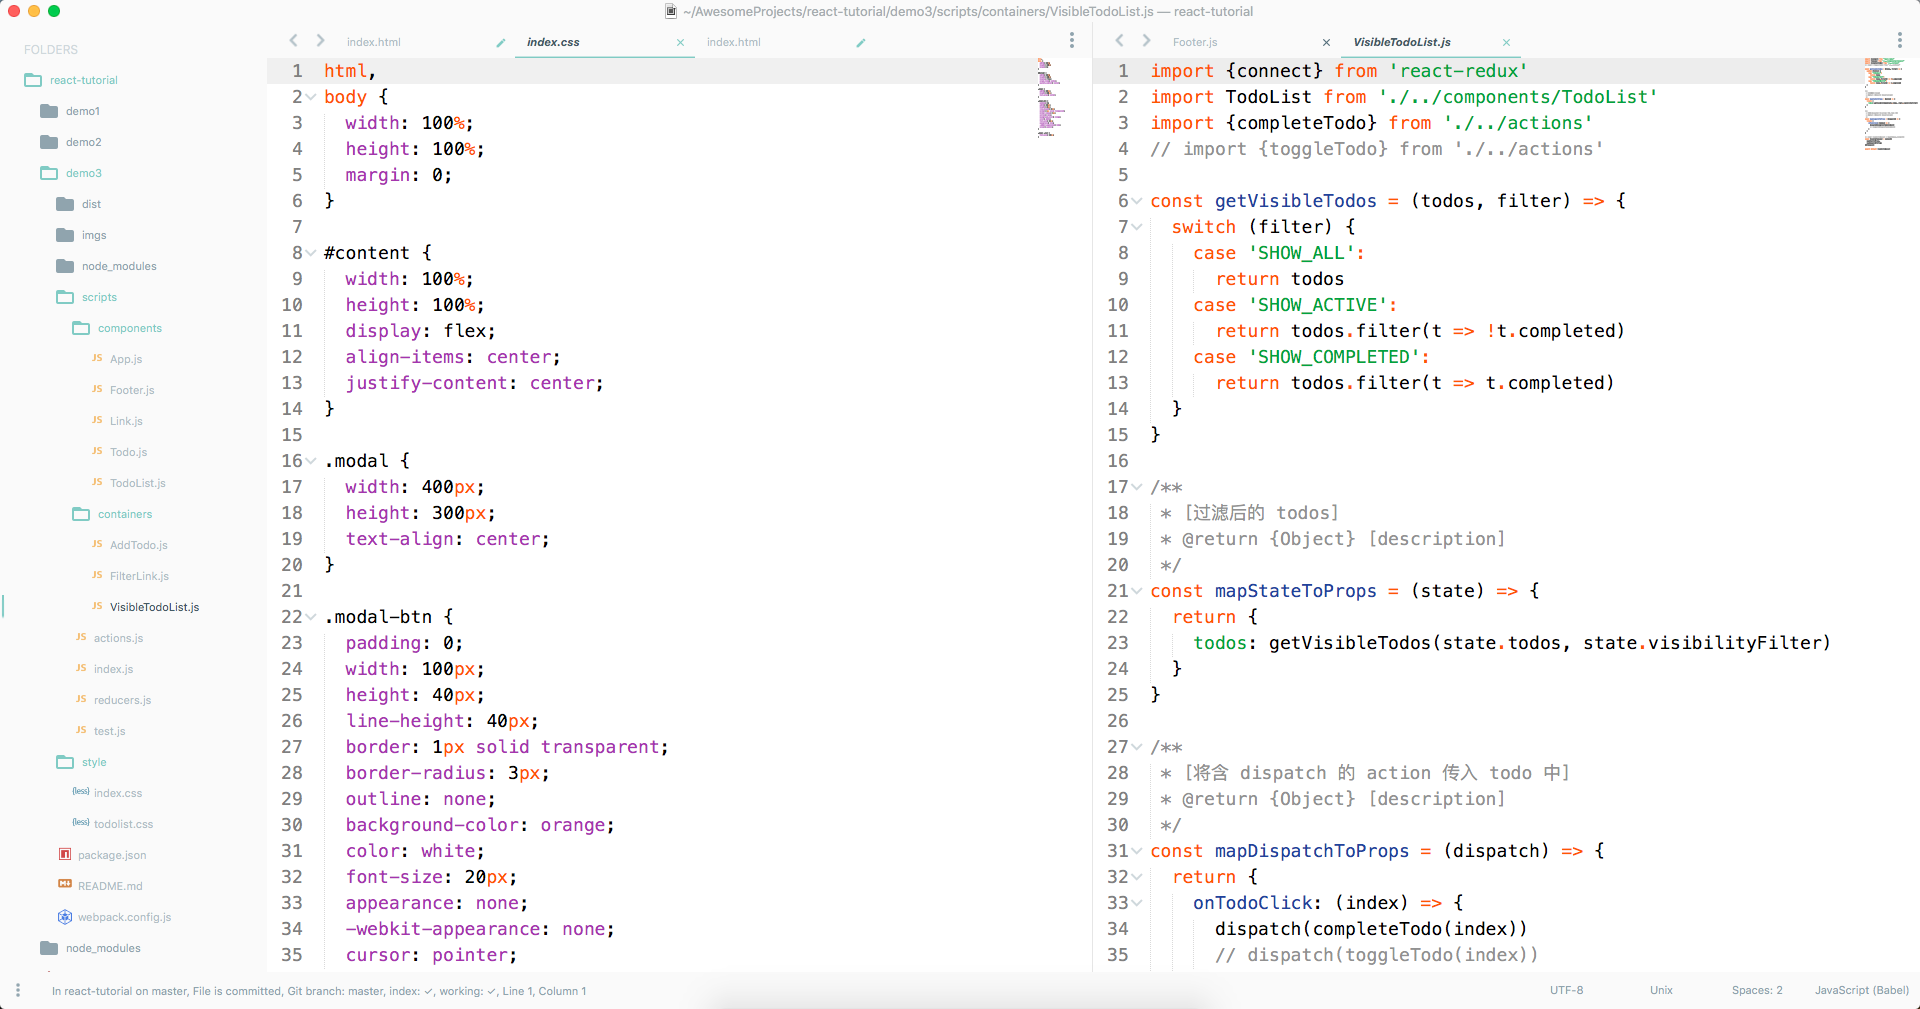 ~/AwesomeProjects/react-tutorial/demo3/scripts/containers/VisibleTodoList.js — react-tutorial
FOLDERS
react-tutorial
demo1
demo2
demo3
dist
imgs
node_modules
scripts
components
JS App.js
JS Footer.js
JS Link.js
JS Todo.js
JS TodoList.js
containers
JS AddTodo.js
JS FilterLink.js
JS VisibleTodoList.js
JS actions.js
JS index.js
JS reducers.js
JS test.js
style
{less} index.css
{less} todolist.css
package.json
README.md
webpack.config.js
node_modules
index.html index.css index.html
1 html,
2 body {
3   width: 100%;
4   height: 100%;
5   margin: 0;
6 }
7
8 #content {
9   width: 100%;
10   height: 100%;
11   display: flex;
12   align-items: center;
13   justify-content: center;
14 }
15
16 .modal {
17   width: 400px;
18   height: 300px;
19   text-align: center;
20 }
21
22 .modal-btn {
23   padding: 0;
24   width: 100px;
25   height: 40px;
26   line-height: 40px;
27   border: 1px solid transparent;
28   border-radius: 3px;
29   outline: none;
30   background-color: orange;
31   color: white;
32   font-size: 20px;
33   appearance: none;
34   -webkit-appearance: none;
35   cursor: pointer;
Footer.js VisibleTodoList.js
1 import {connect} from 'react-redux'
2 import TodoList from './../components/TodoList'
3 import {completeTodo} from './../actions'
4 // import {toggleTodo} from './../actions'
5
6 const getVisibleTodos = (todos, filter) => {
7   switch (filter) {
8     case 'SHOW_ALL':
9       return todos
10     case 'SHOW_ACTIVE':
11       return todos.filter(t => !t.completed)
12     case 'SHOW_COMPLETED':
13       return todos.filter(t => t.completed)
14   }
15 }
16
17 /**
18  * [过滤后的 todos]
19  * @return {Object} [description]
20  */
21 const mapStateToProps = (state) => {
22   return {
23     todos: getVisibleTodos(state.todos, state.visibilityFilter)
24   }
25 }
26
27 /**
28  * [将含 dispatch 的 action 传入 todo 中]
29  * @return {Object} [description]
30  */
31 const mapDispatchToProps = (dispatch) => {
32   return {
33     onTodoClick: (index) => {
34       dispatch(completeTodo(index))
35       // dispatch(toggleTodo(index))
In react-tutorial on master, File is committed, Git branch: master, index: ✓, working: ✓, Line 1, Column 1
UTF-8 Unix Spaces: 2 JavaScript (Babel)